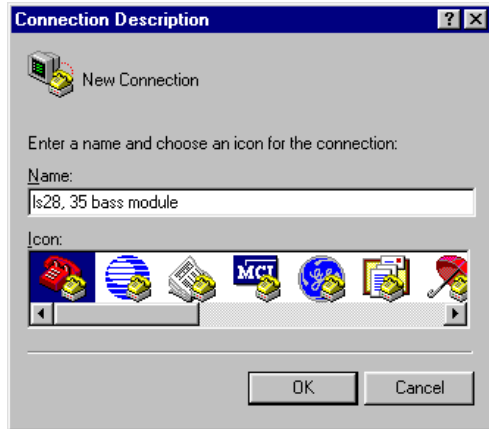 Connection Description
New Connection
Enter a name and choose an icon for the connection:
Name:
ls28, 35 bass module
Icon:
MCI
OK
Cancel